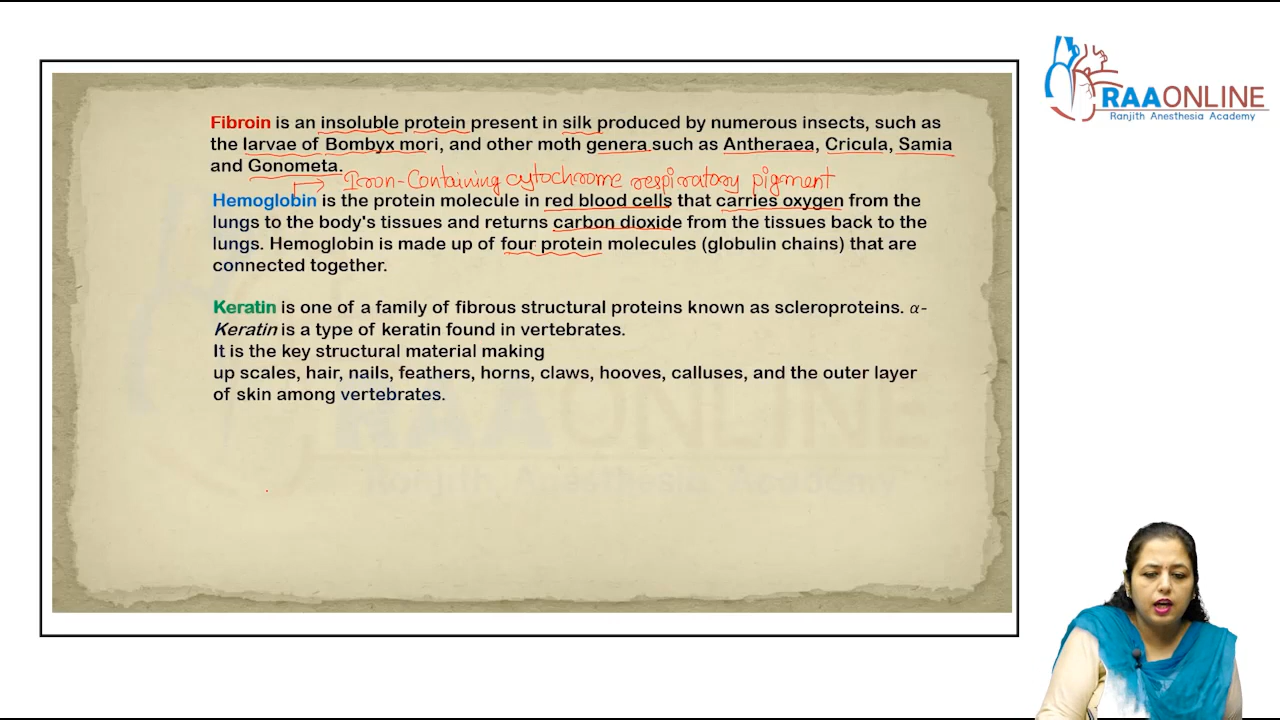 RAAONLINE
Ranjith Anesthesia Academy
Fibroin is an insoluble protein present in silk produced by numerous insects, such as
the larvae of Bombyx mori, and other moth genera such as Antheraea, Cricula, Samia
and Gonometa.
Iron-Containing cytochrome respiratory pigment
Hemoglobin is the protein molecule in red blood cells that carries oxygen from the
lungs to the body's tissues and returns carbon dioxide from the tissues back to the
lungs. Hemoglobin is made up of four protein molecules (globulin chains) that are
connected together.
Keratin is one of a family of fibrous structural proteins known as scleroproteins. α-
Keratin is a type of keratin found in vertebrates.
It is the key structural material making
up scales, hair, nails, feathers, horns, claws, hooves, calluses, and the outer layer
of skin among vertebrates.
RAAONLINE
Ranjith Anesthesia Academy